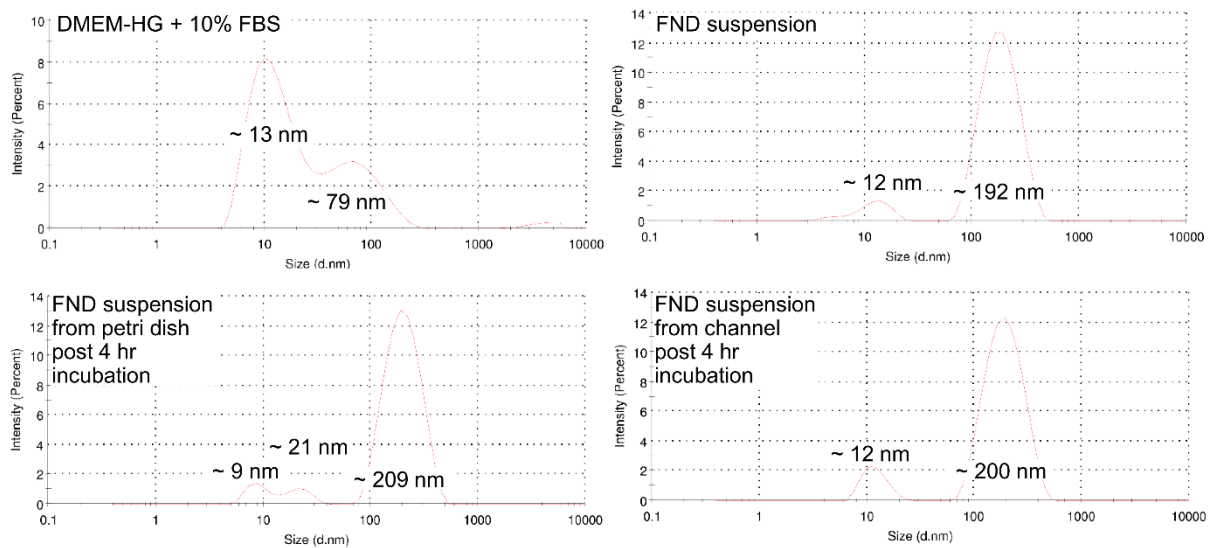 DMEM-HG + 10% FBS
Intensity (Percent)
8
6
4
2
0
~ 13 nm
~ 79 nm
0.1 1 10 100 1000 10000
Size (d.nm)
FND suspension
Intensity (Percent)
14
12
10
8
6
4
2
0
~ 12 nm
~ 192 nm
0.1 1 10 100 1000 10000
Size (d.nm)
FND suspension
from petri dish
post 4 hr
incubation
Intensity (Percent)
14
12
10
8
6
4
2
0
~ 9 nm
~ 21 nm
~ 209 nm
0.1 1 10 100 1000 10000
Size (d.nm)
FND suspension
from channel
post 4 hr
incubation
Intensity (Percent)
14
12
10
8
6
4
2
0
~ 12 nm
~ 200 nm
0.1 1 10 100 1000 10000
Size (d.nm)